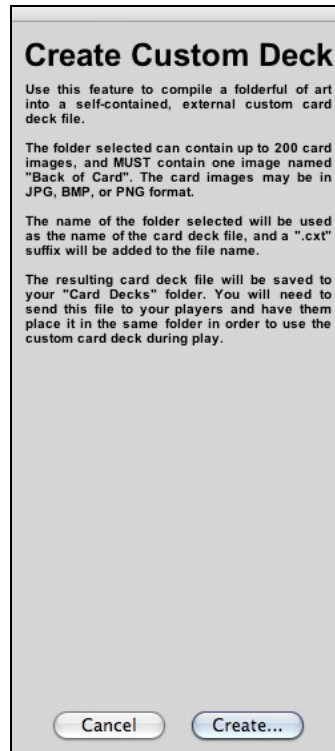 Create Custom Deck
Use this feature to compile a folderful of art
into a self-contained, external custom card
deck file.
The folder selected can contain up to 200 card
images, and MUST contain one image named
"Back of Card". The card images may be in
JPG, BMP, or PNG format.
The name of the folder selected will be used
as the name of the card deck file, and a ".cxt"
suffix will be added to the file name.
The resulting card deck file will be saved to
your "Card Decks" folder. You will need to
send this file to your players and have them
place it in the same folder in order to use the
custom card deck during play.
Cancel
Create...